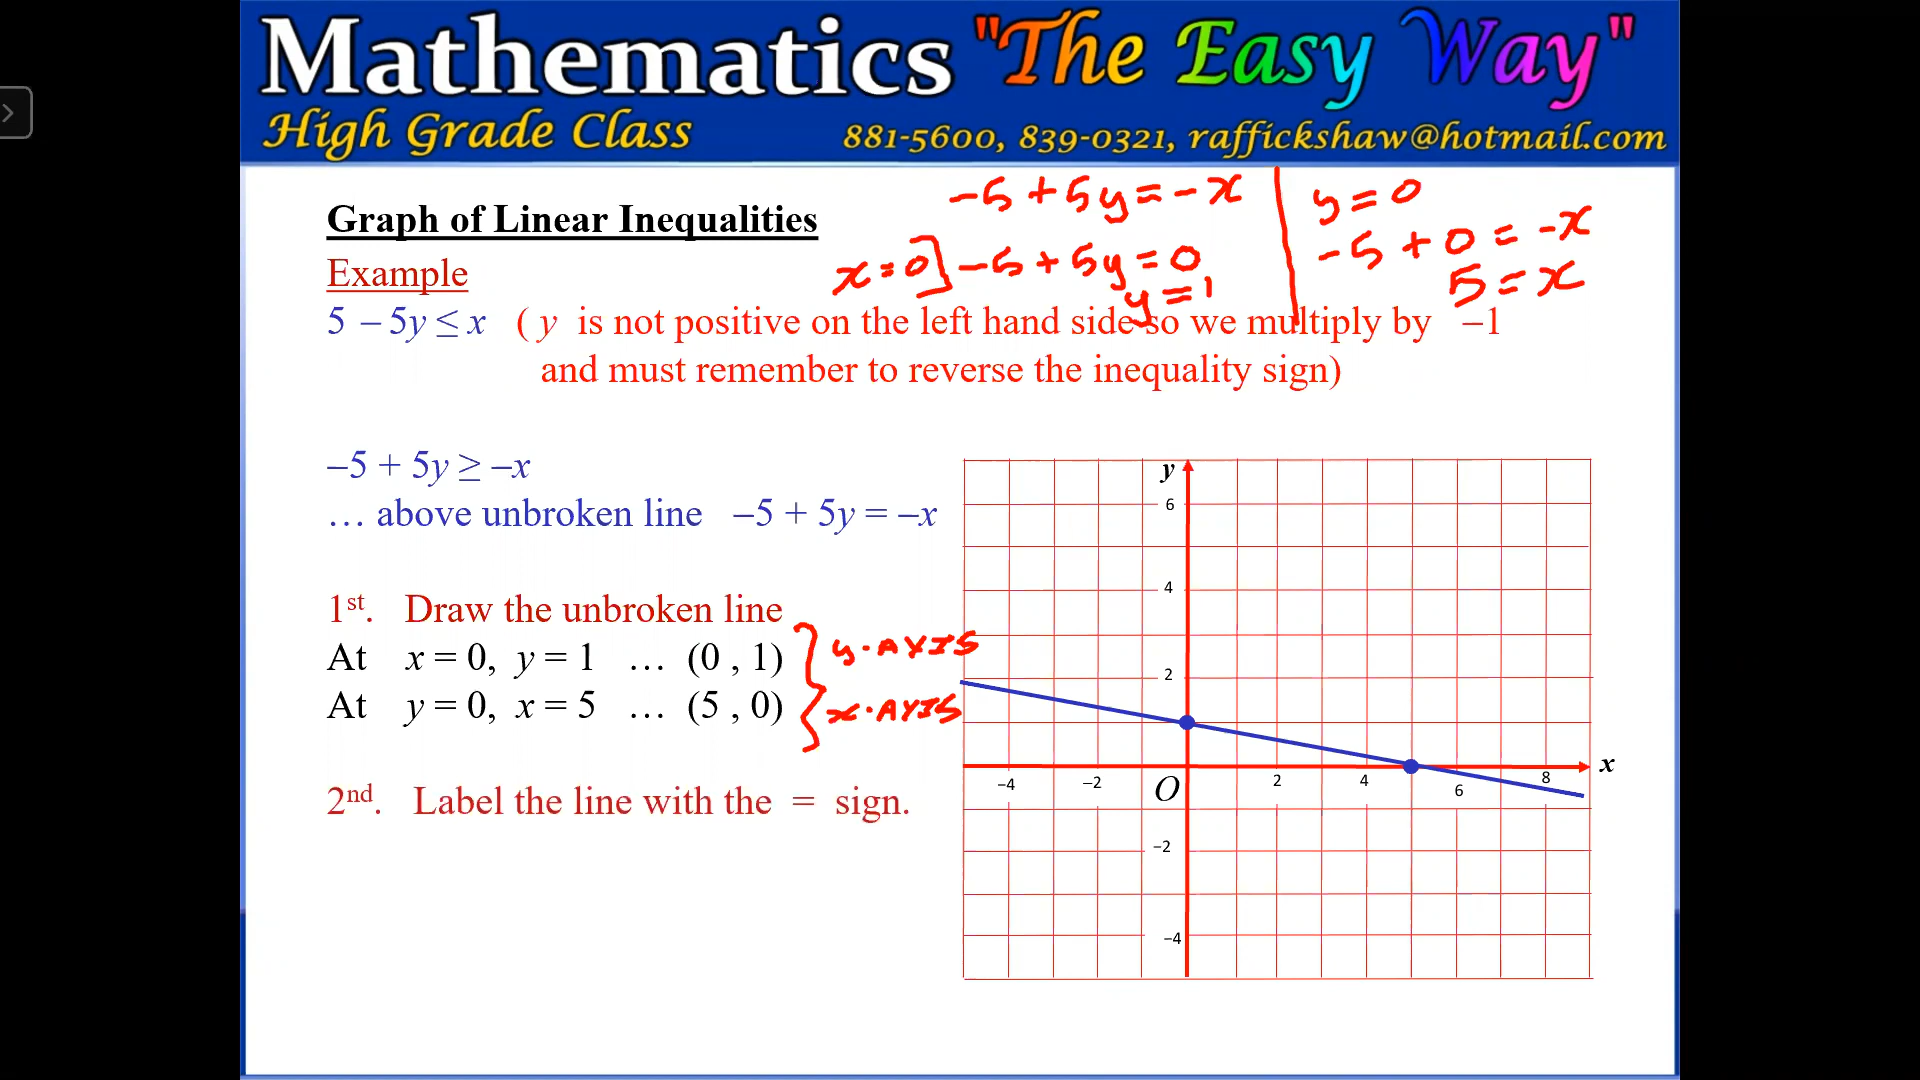 Mathematics "The Easy Way"
High Grade Class 881-5600, 839-0321, raffickshaw@hotmail.com
-5 + 5y = -x
y = 0
Graph of Linear Inequalities
x = 0] -5 + 5y = 0
-5 + 0 = -x
Example
y = 1
5 = x
5 – 5y ≤ x ( y is not positive on the left hand side so we multiply by –1
and must remember to reverse the inequality sign)
–5 + 5y ≥ –x
… above unbroken line –5 + 5y = –x
1st. Draw the unbroken line
At x = 0, y = 1 … (0 , 1) } y-AXIS
At y = 0, x = 5 … (5 , 0) } x-AXIS
2nd. Label the line with the = sign.
y
6
4
2
x
–4 –2 O 2 4 6 8
–2
–4